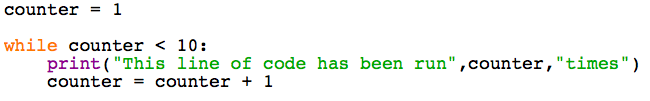 counter = 1
while counter < 10:
    print("This line of code has been run",counter,"times")
    counter = counter + 1